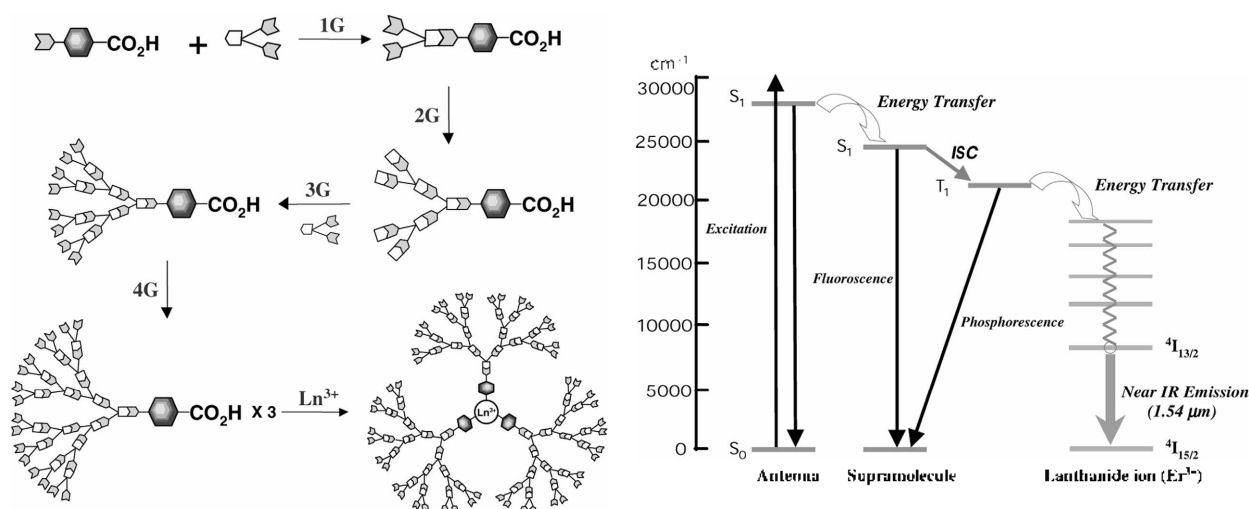 1G
CO₂H + CO₂H
2G
3G
CO₂H CO₂H
4G
CO₂H X 3 Ln³⁺
Ln³⁺
cm⁻¹
30000
25000
20000
15000
10000
5000
0
S₁
Energy Transfer
S₁
ISC
T₁
Energy Transfer
Excitation
Fluoroscence
Phosphorescence
⁴I₁₃/₂
Near IR Emission
(1.54 µm)
S₀
⁴I₁₅/₂
Antenna Supramolecule Lanthanide ion (Er³⁺)